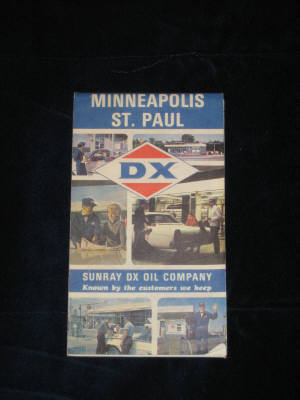 MINNEAPOLIS
ST. PAUL
DX
SUNRAY DX OIL COMPANY
Known by the customers we keep